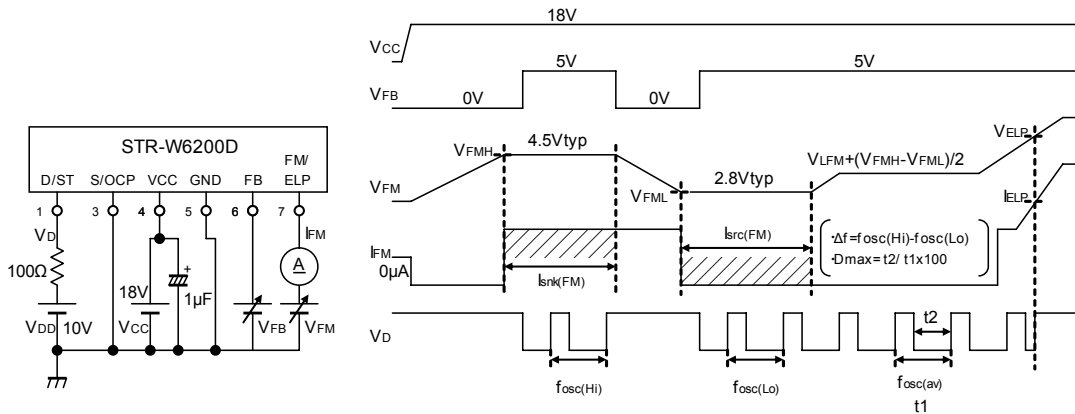 STR-W6200D
D/ST S/OCP VCC GND FB FM/ELP
1 3 4 5 6 7
VD
IFM
100Ω
A
+
18V
1μF
VDD 10V
VCC
VFB
VFM
VCC
18V
VFB
0V
5V
0V
5V
VFM
VFMH
4.5Vtyp
VFML
2.8Vtyp
VLFM+(VFMH-VFML)/2
VELP
IELP
IFM
0μA
Isnk(FM)
Isrc(FM)
·Δf=fosc(Hi)-fosc(Lo)
·Dmax= t2/ t1x100
VD
fosc(Hi)
fosc(Lo)
t2
fosc(av)
t1